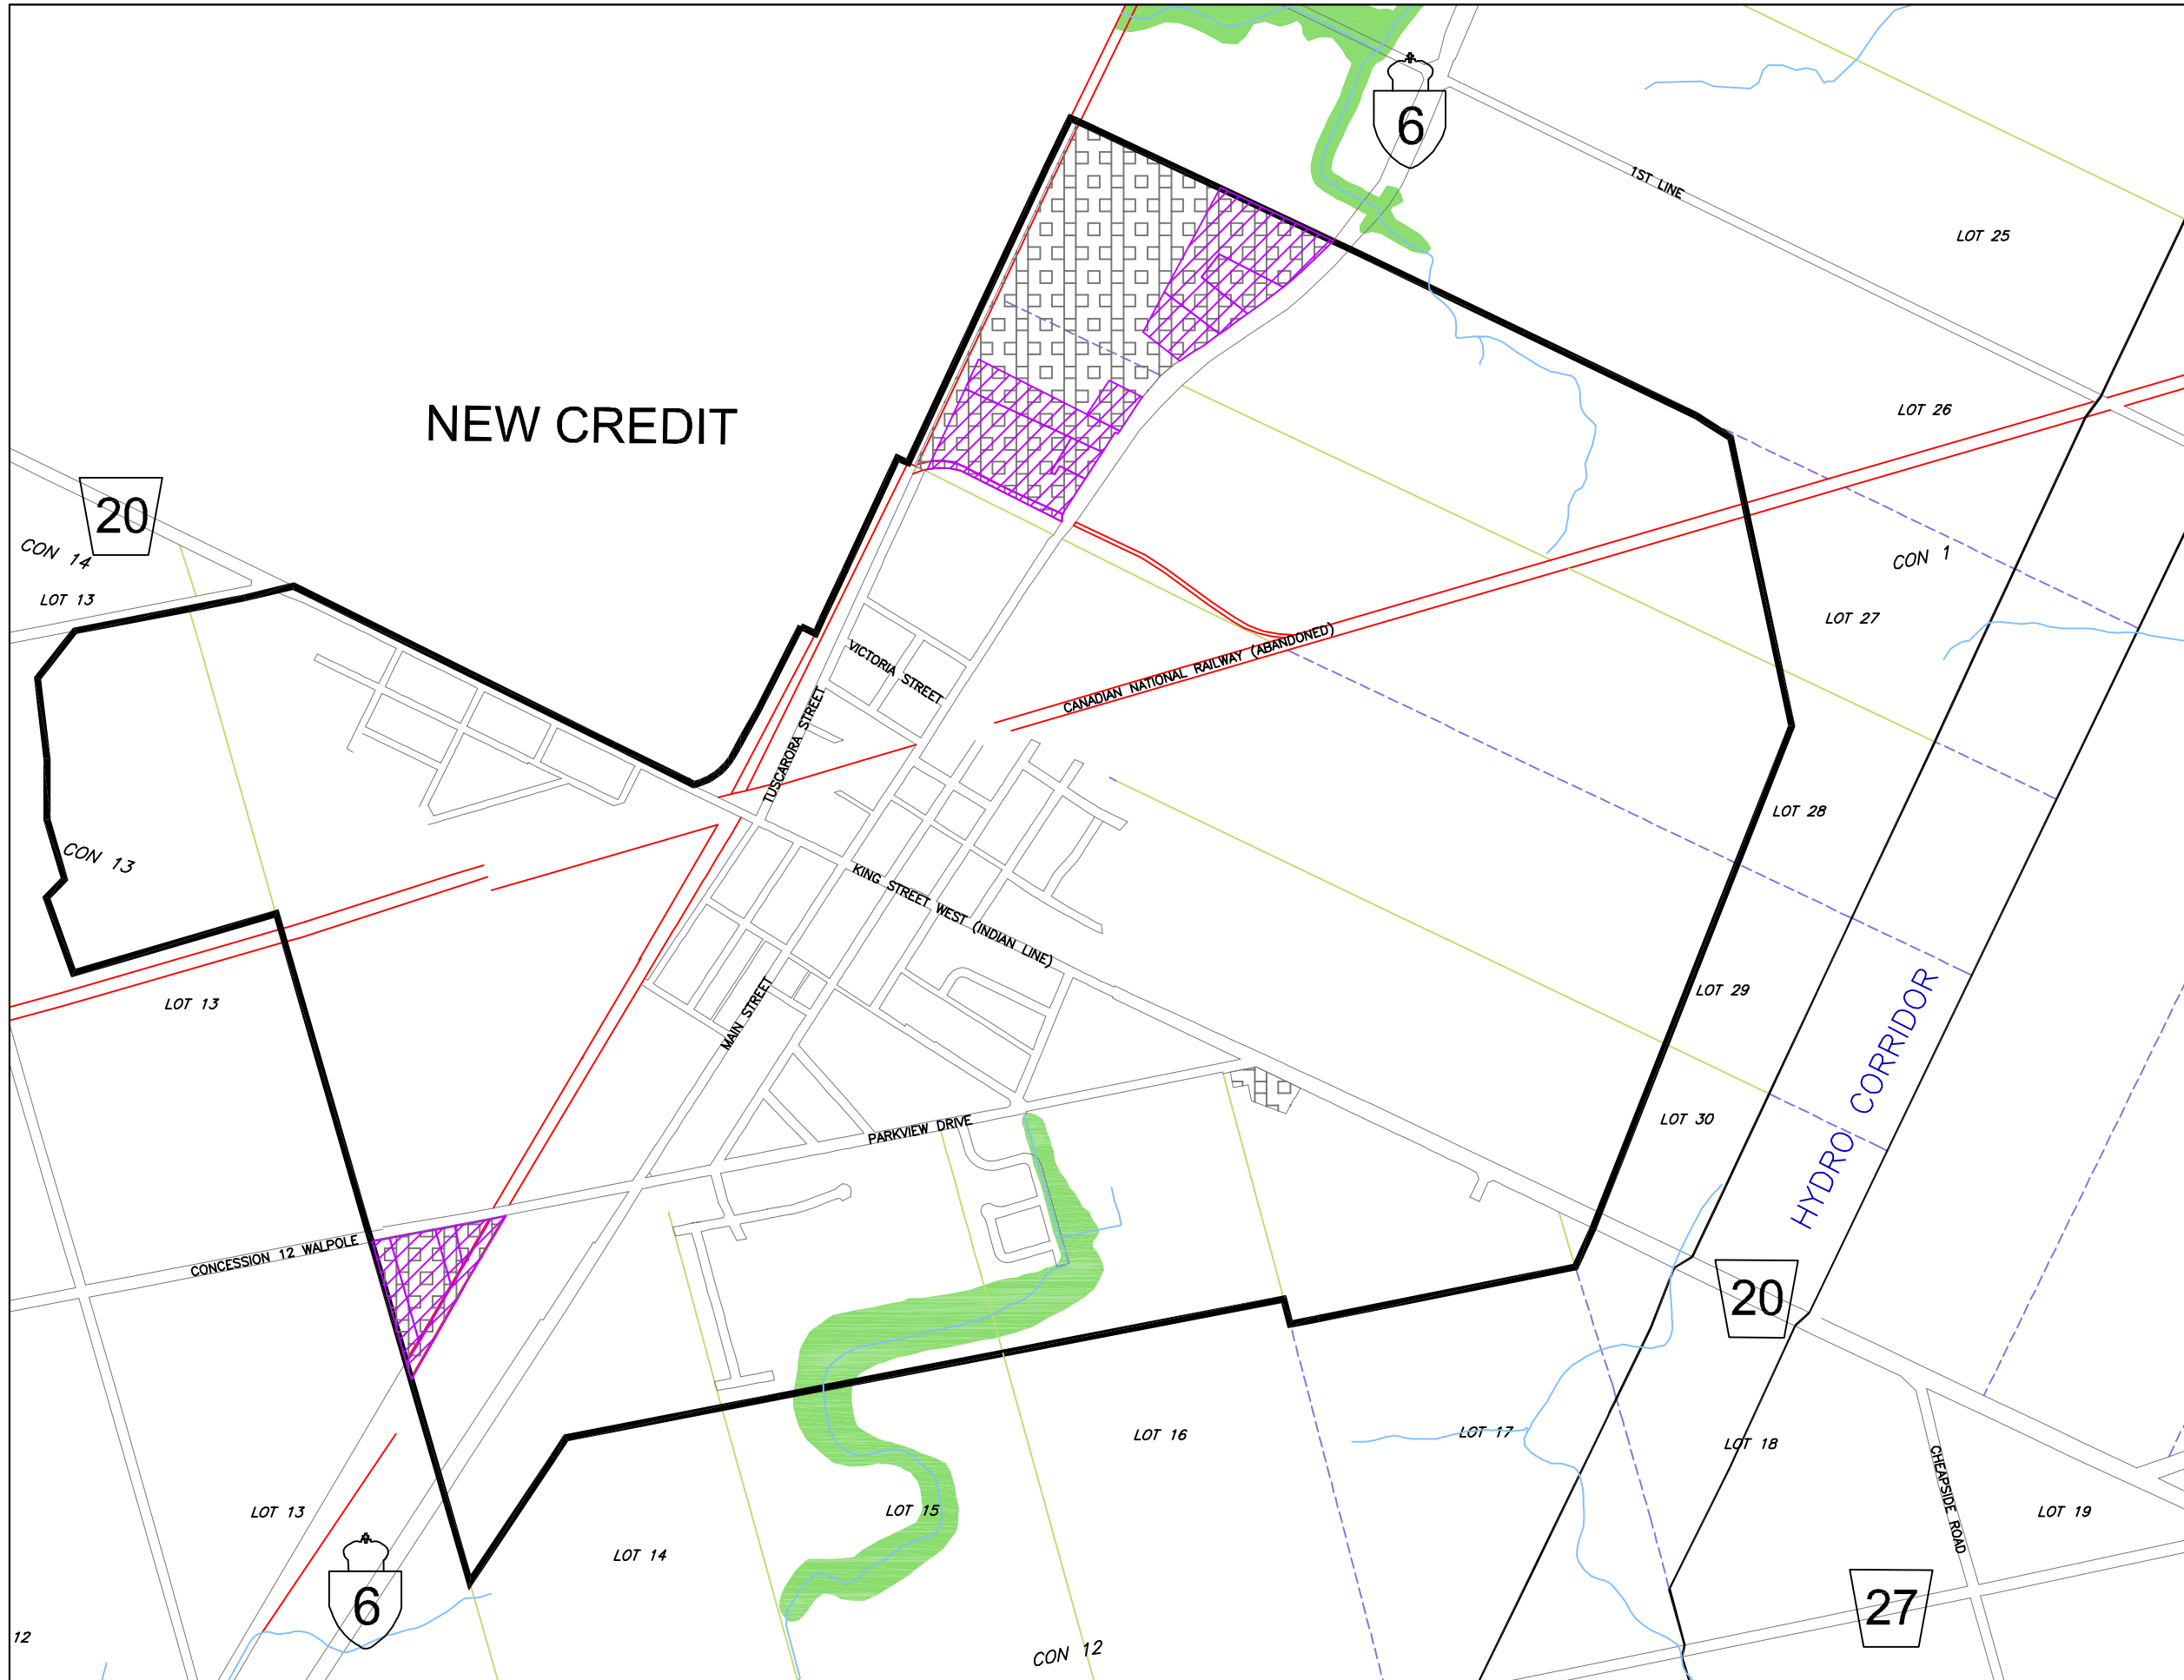 6
1ST LINE
LOT 25
NEW CREDIT
LOT 26
20
CON 14
CON 1
LOT 13
LOT 27
VICTORIA STREET
CANADIAN NATIONAL RAILWAY (ABANDONED)
TUSCARORA STREET
LOT 28
CON 13
KING STREET WEST (INDIAN LINE)
LOT 13
MAIN STREET
LOT 29
HYDRO CORRIDOR
LOT 30
PARKVIEW DRIVE
CONCESSION 12 WALPOLE
20
LOT 16
LOT 17
LOT 18
CHEAPSIDE ROAD
LOT 13
LOT 15
LOT 19
LOT 14
6
27
12
CON 12